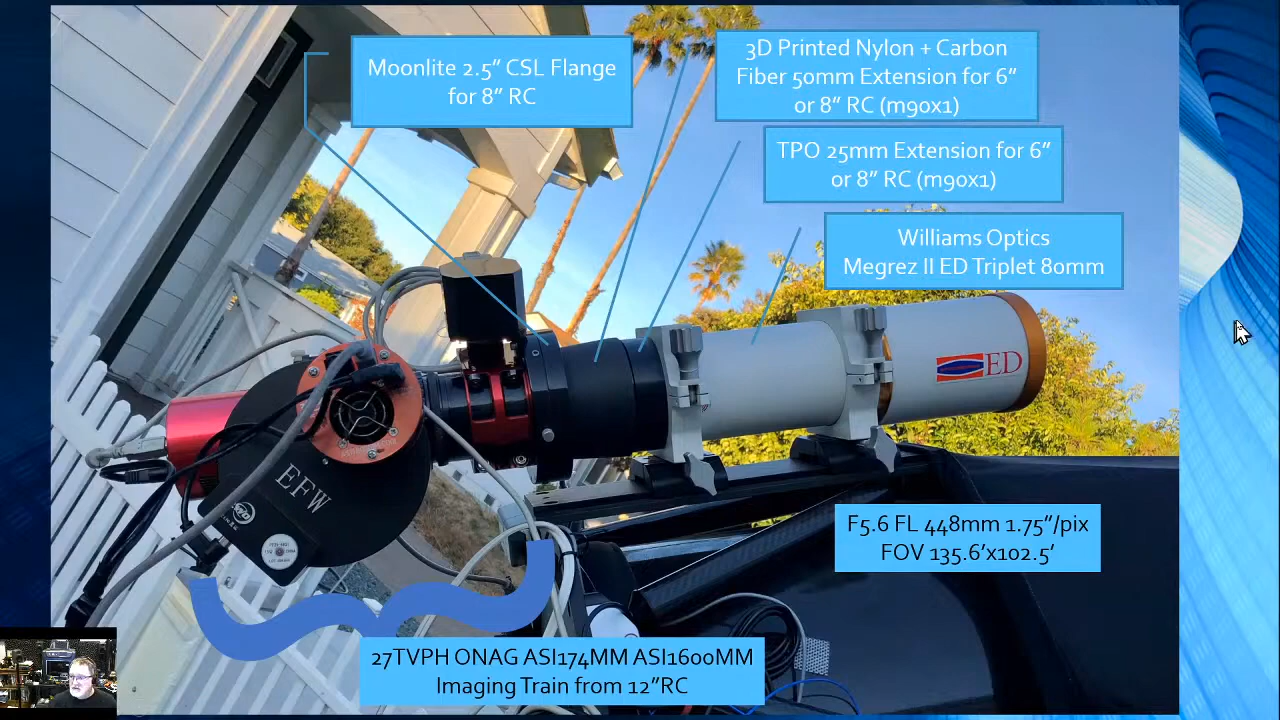 Moonlite 2.5” CSL Flange
for 8” RC
3D Printed Nylon + Carbon
Fiber 50mm Extension for 6”
or 8” RC (m90x1)
TPO 25mm Extension for 6”
or 8” RC (m90x1)
Williams Optics
Megrez II ED Triplet 80mm
ED
EFW
F5.6 FL 448mm 1.75”/pix
FOV 135.6’x102.5‘
27TVPH ONAG ASI174MM ASI1600MM
Imaging Train from 12”RC